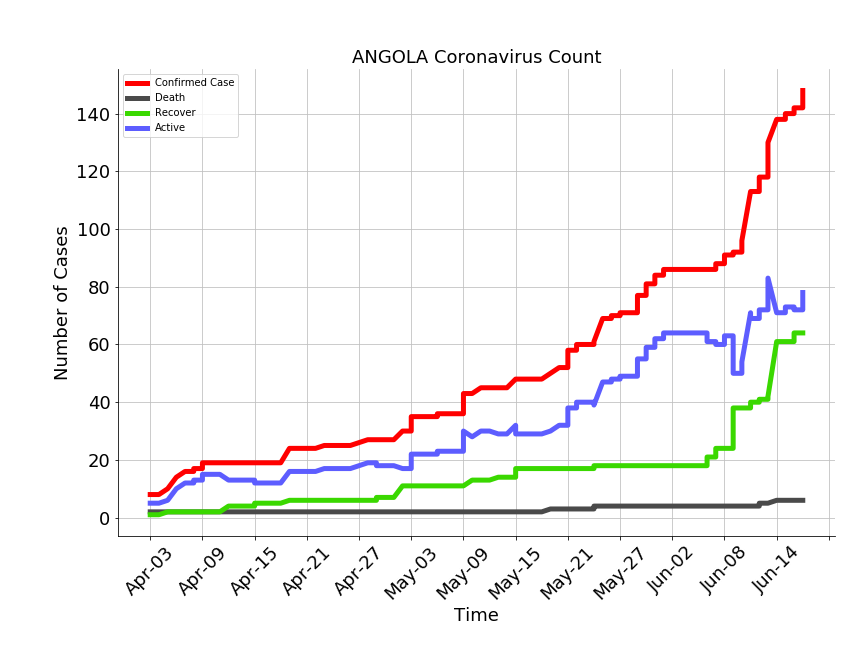 ANGOLA Coronavirus Count
Confirmed Case
Death
Recover
Active
Number of Cases
140
120
100
80
60
40
20
0
Apr-03
Apr-09
Apr-15
Apr-21
Apr-27
May-03
May-09
May-15
May-21
May-27
Jun-02
Jun-08
Jun-14
Time